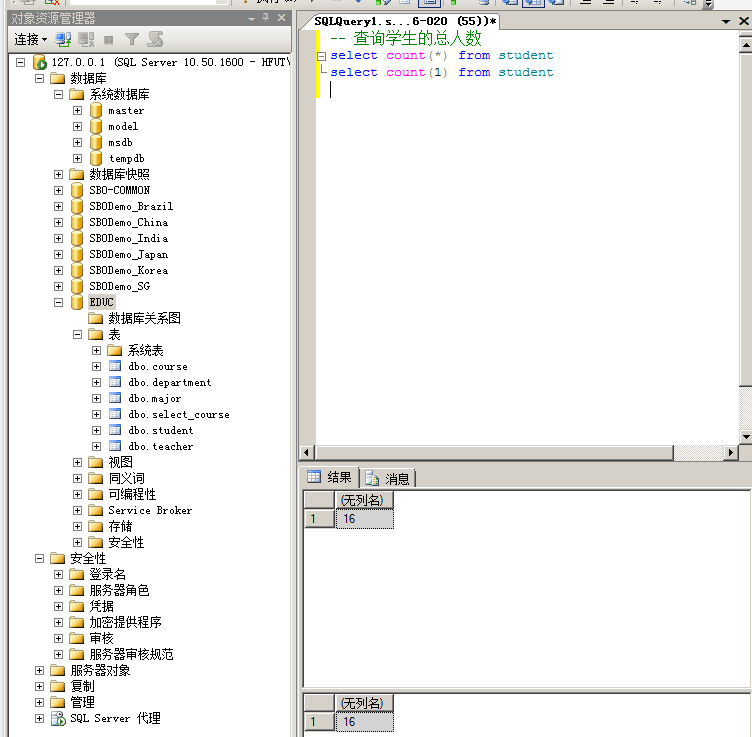 对象资源管理器
连接
127.0.0.1 (SQL Server 10.50.1600 - HFUT\
数据库
系统数据库
master
model
msdb
tempdb
数据库快照
SBO-COMMON
SBODemo_Brazil
SBODemo_China
SBODemo_India
SBODemo_Japan
SBODemo_Korea
SBODemo_SG
EDUC
数据库关系图
表
系统表
dbo.course
dbo.department
dbo.major
dbo.select_course
dbo.student
dbo.teacher
视图
同义词
可编程性
Service Broker
存储
安全性
安全性
登录名
服务器角色
凭据
加密提供程序
审核
服务器审核规范
服务器对象
复制
管理
SQL Server 代理
SQLQuery1.s...6-020 (55))*
-- 查询学生的总人数
select count(*) from student
select count(1) from student
结果
消息
(无列名)
1 16
(无列名)
1 16